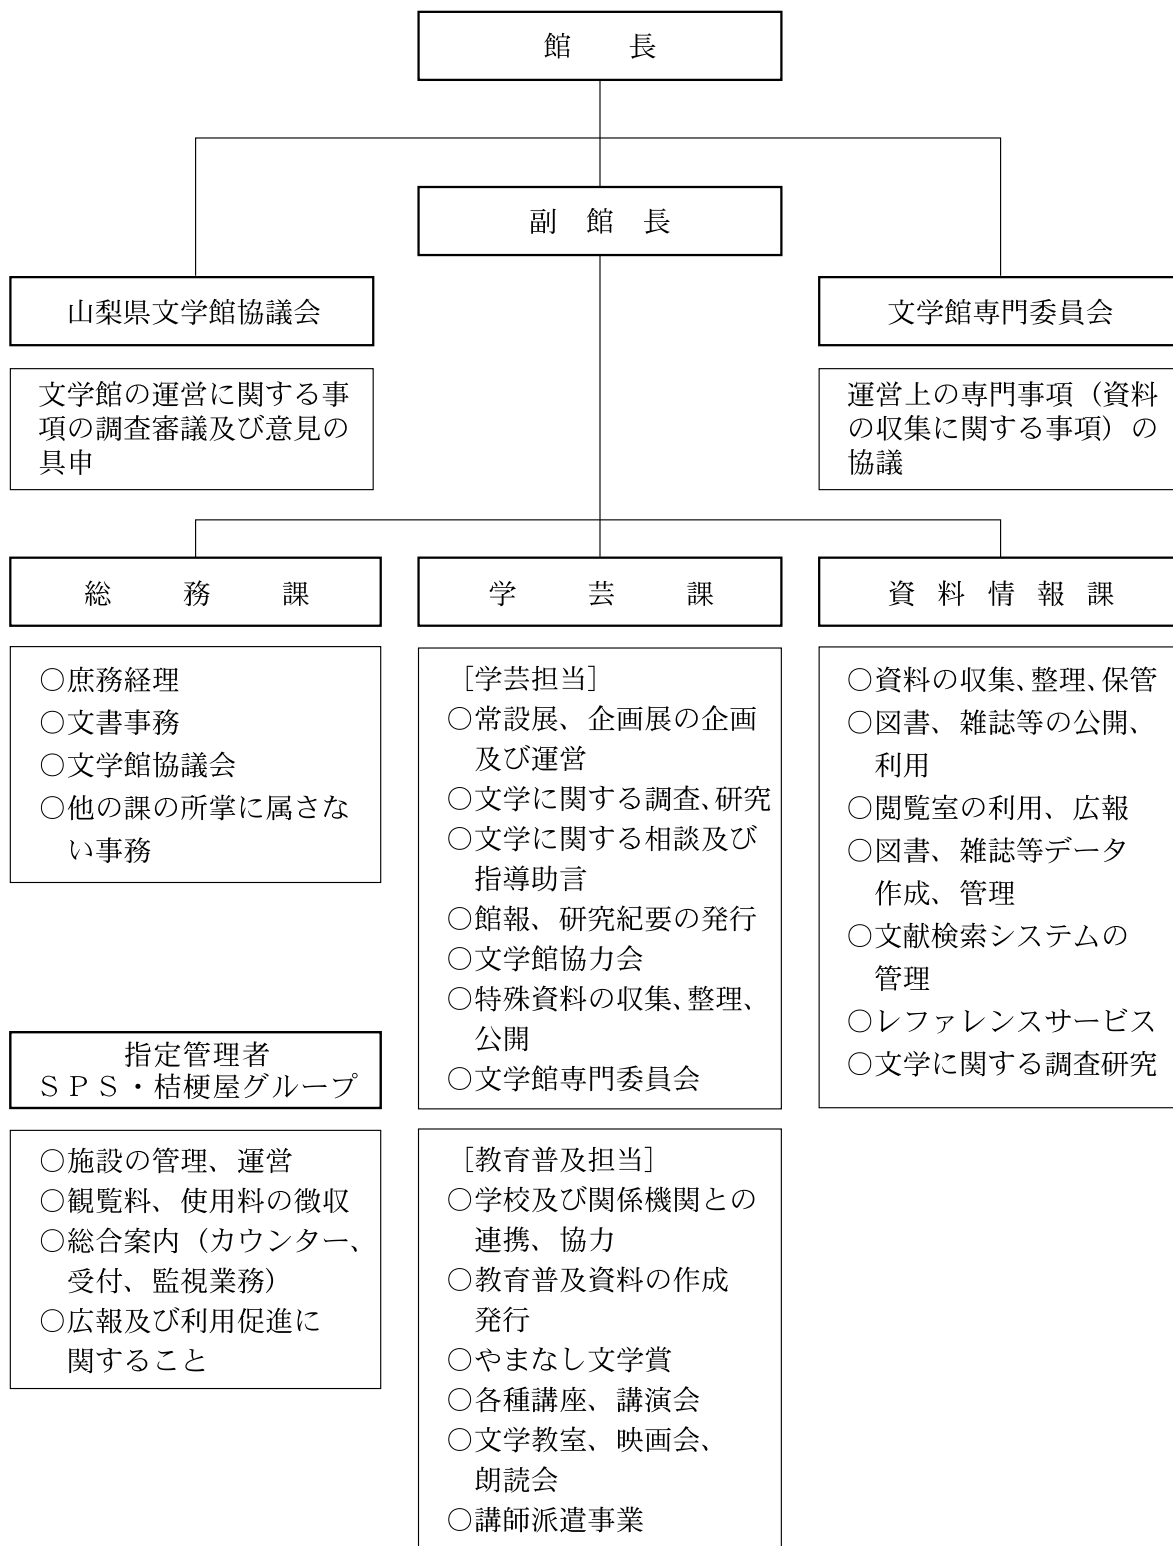 館　長
副　館　長
山梨県文学館協議会
文学館の運営に関する事
項の調査審議及び意見の
具申
文学館専門委員会
運営上の専門事項（資料
の収集に関する事項）の
協議
総　務　課
○庶務経理
○文書事務
○文学館協議会
○他の課の所掌に属さな
い事務
指定管理者
ＳＰＳ・桔梗屋グループ
○施設の管理、運営
○観覧料、使用料の徴収
○総合案内（カウンター、
受付、監視業務）
○広報及び利用促進に
関すること
学　芸　課
［学芸担当］
○常設展、企画展の企画
及び運営
○文学に関する調査、研究
○文学に関する相談及び
指導助言
○館報、研究紀要の発行
○文学館協力会
○特殊資料の収集、整理、
公開
○文学館専門委員会
［教育普及担当］
○学校及び関係機関との
連携、協力
○教育普及資料の作成
発行
○やまなし文学賞
○各種講座、講演会
○文学教室、映画会、
朗読会
○講師派遣事業
資　料　情　報　課
○資料の収集、整理、保管
○図書、雑誌等の公開、
利用
○閲覧室の利用、広報
○図書、雑誌等データ
作成、管理
○文献検索システムの
管理
○レファレンスサービス
○文学に関する調査研究